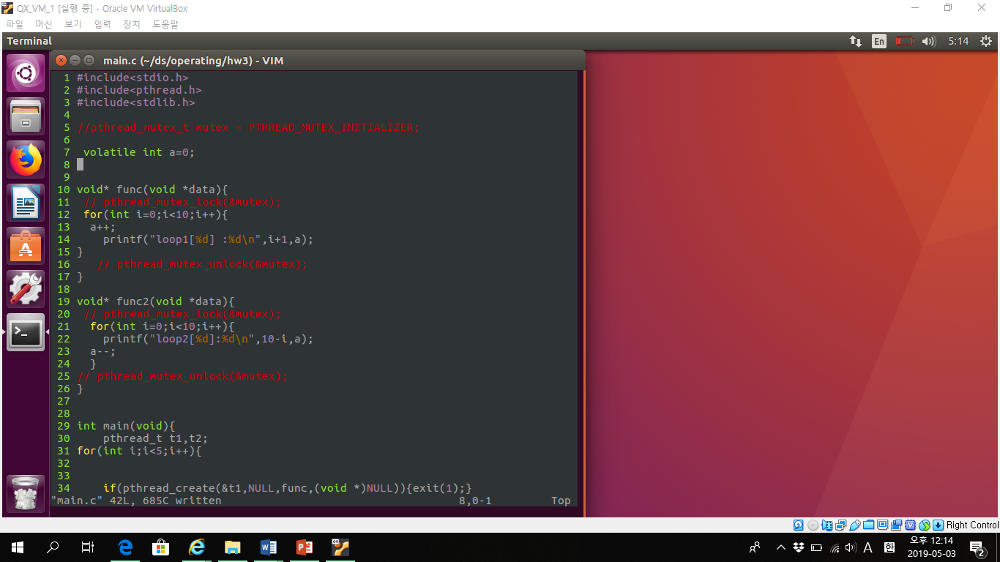 QX_VM_1 [실행 중] - Oracle VM VirtualBox
파일 머신 보기 입력 장치 도움말
Terminal En 5:14
main.c (~/ds/operating/hw3) - VIM
1 #include<stdio.h>
2 #include<pthread.h>
3 #include<stdlib.h>
4
5 //pthread_mutex_t mutex = PTHREAD_MUTEX_INITIALIZER;
6
7  volatile int a=0;
8
9
10 void* func(void *data){
11  // pthread_mutex_lock(&mutex);
12  for(int i=0;i<10;i++){
13   a++;
14     printf("loop1[%d] :%d\n",i+1,a);
15 }
16    // pthread_mutex_unlock(&mutex);
17 }
18
19 void* func2(void *data){
20  // pthread_mutex_lock(&mutex);
21   for(int i=0;i<10;i++){
22     printf("loop2[%d]:%d\n",10-i,a);
23   a--;
24   }
25 // pthread_mutex_unlock(&mutex);
26 }
27
28
29 int main(void){
30     pthread_t t1,t2;
31 for(int i;i<5;i++){
32
33
34     if(pthread_create(&t1,NULL,func,(void *)NULL)){exit(1);}
"main.c" 42L, 685C written 8,0-1 Top
Right Control
A 한 오후 12:14
2019-05-03
2